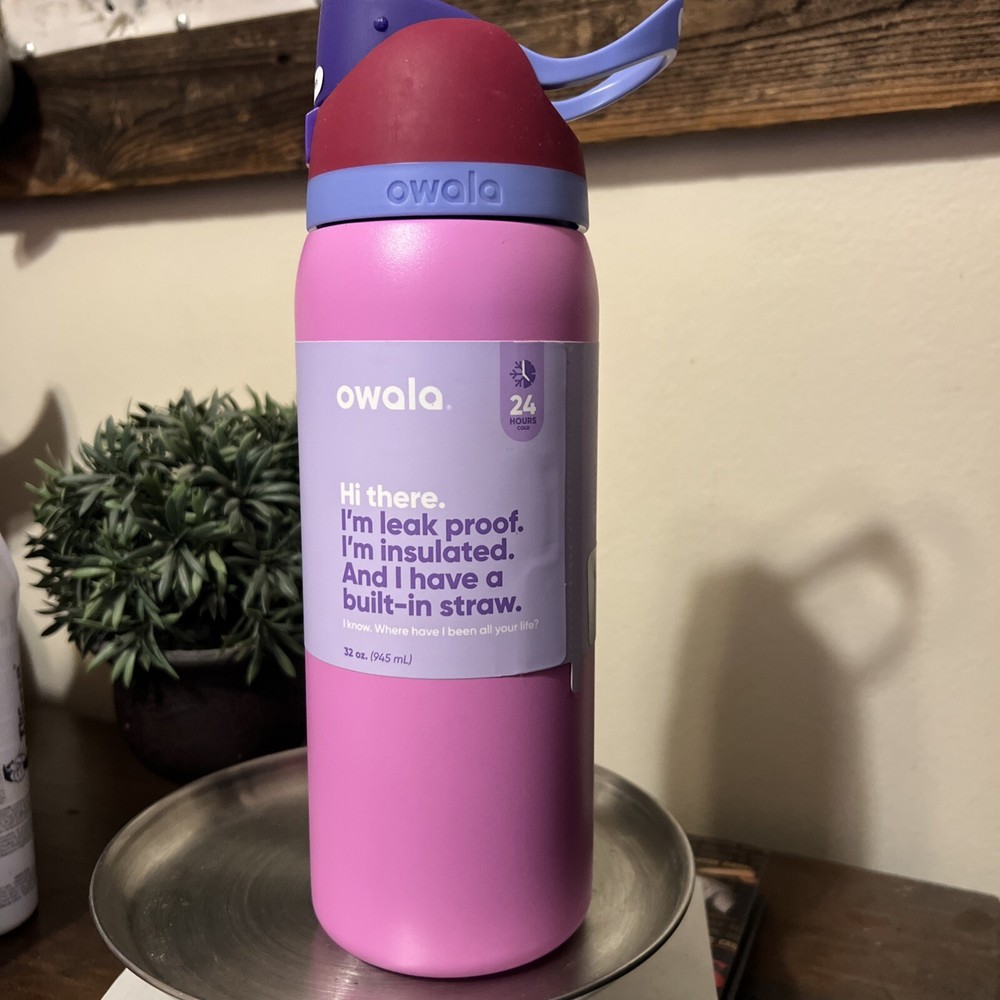 owala
owala®
24
HOURS
COLD
Hi there.
I'm leak proof.
I'm insulated.
And I have a
built-in straw.
I know. Where have I been all your life?
32 oz. (945 mL)